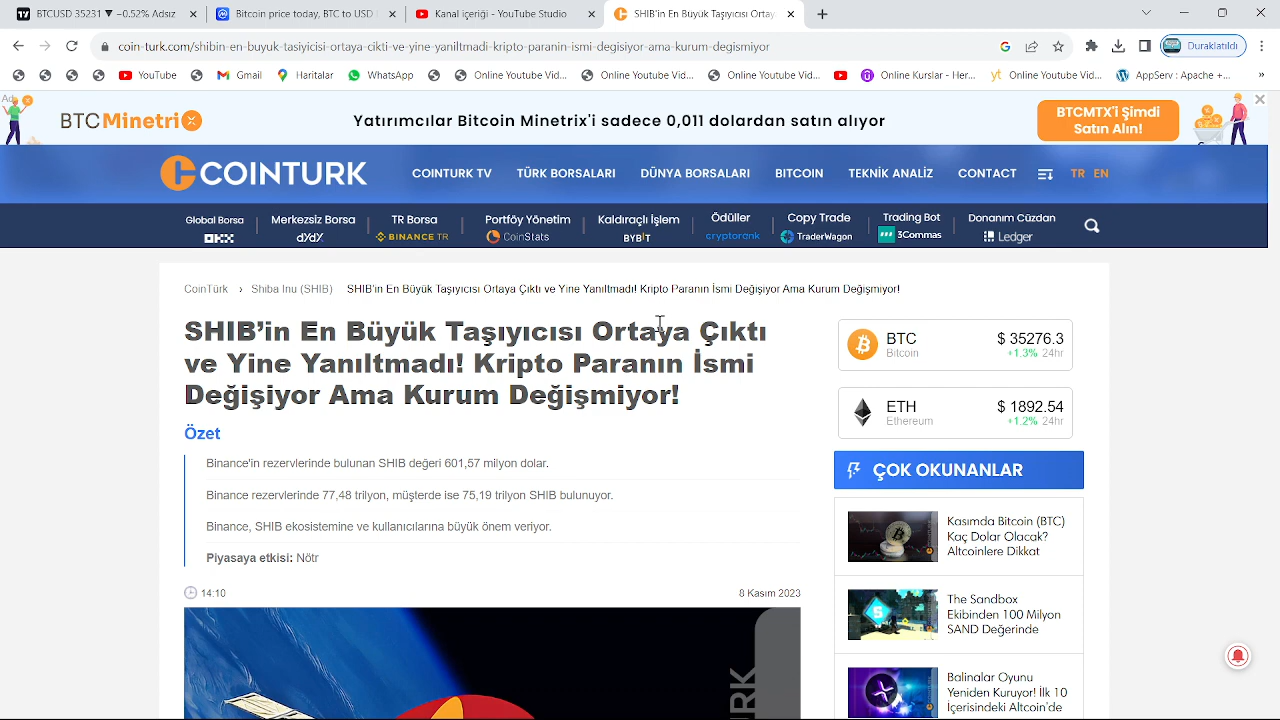 BTCUSD 35231 ▼ −0.52% Adsız
Bitcoin price today, BTC to USD
Kanal içeriği - YouTube Studio
SHIB'in En Büyük Taşıyıcısı Ortay
coin-turk.com/shibin-en-buyuk-tasiyicisi-ortaya-cikti-ve-yine-yaniltmadi-kripto-paranin-ismi-degisiyor-ama-kurum-degismiyor
Duraklatıldı
YouTube
Gmail
Haritalar
WhatsApp
Online Youtube Vid...
Online Youtube Vid...
Online Youtube Vid...
Online Kurslar - Her...
yt Online Youtube Vid...
AppServ : Apache +...
»
Ad
BTCMinetrix
Yatırımcılar Bitcoin Minetrix'i sadece 0,011 dolardan satın alıyor
BTCMTX'i Şimdi
Satın Alın!
COINTURK
COINTURK TV
TÜRK BORSALARI
DÜNYA BORSALARI
BITCOIN
TEKNİK ANALİZ
CONTACT
TR EN
Global Borsa
OKX
Merkezsiz Borsa
dYdX
TR Borsa
BINANCE TR
Portföy Yönetim
CoinStats
Kaldıraçlı İşlem
BYBIT
Ödüller
cryptorank
Copy Trade
TraderWagon
Trading Bot
3Commas
Donanım Cüzdan
Ledger
CoinTürk › Shiba Inu (SHIB) SHIB'in En Büyük Taşıyıcısı Ortaya Çıktı ve Yine Yanıltmadı! Kripto Paranın İsmi Değişiyor Ama Kurum Değişmiyor!
SHIB'in En Büyük Taşıyıcısı Ortaya Çıktı
ve Yine Yanıltmadı! Kripto Paranın İsmi
Değişiyor Ama Kurum Değişmiyor!
Özet
Binance'in rezervlerinde bulunan SHIB değeri 601,57 milyon dolar.
Binance rezervlerinde 77,48 trilyon, müşterde ise 75,19 trilyon SHIB bulunuyor.
Binance, SHIB ekosistemine ve kullanıcılarına büyük önem veriyor.
Piyasaya etkisi: Nötr
14:10
8 Kasım 2023
RK
BTC
Bitcoin
$ 35276.3
+1.3% 24hr
ETH
Ethereum
$ 1892.54
+1.2% 24hr
ÇOK OKUNANLAR
Kasımda Bitcoin (BTC)
Kaç Dolar Olacak?
Altcoinlere Dikkat
The Sandbox
Ekibinden 100 Milyon
SAND Değerinde
Balinalar Oyunu
Yeniden Kuruyor! İlk 10
İçerisindeki Altcoin'de